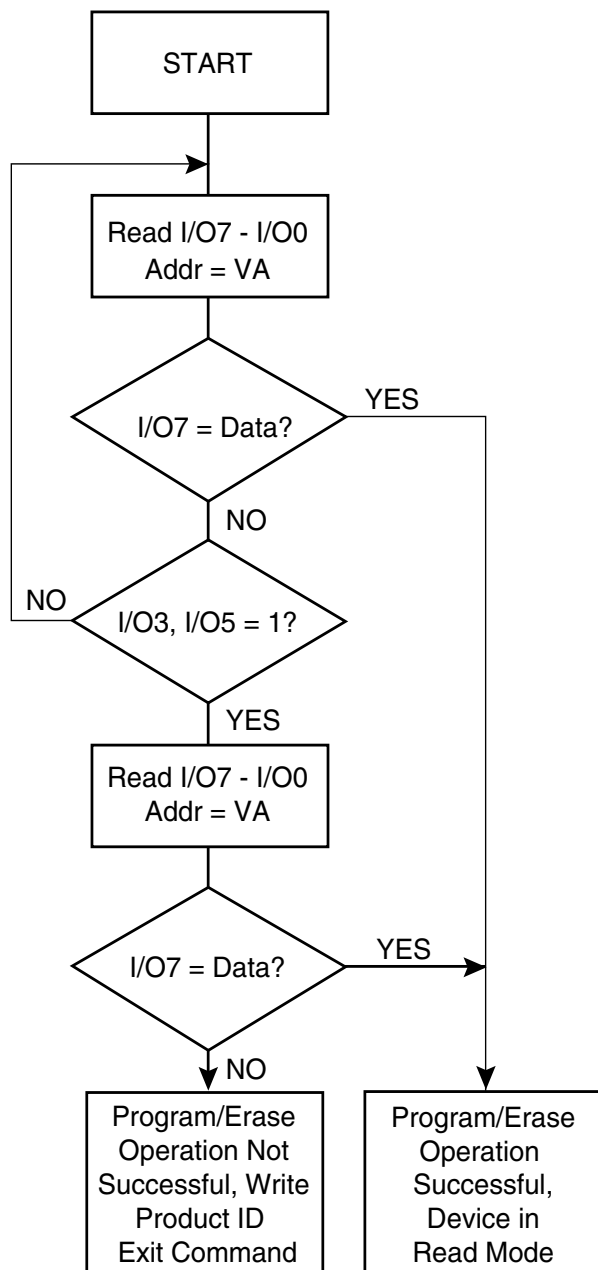 START
Read I/O7 - I/O0
Addr = VA
I/O7 = Data?
YES
NO
I/O3, I/O5 = 1?
NO
YES
Read I/O7 - I/O0
Addr = VA
I/O7 = Data?
YES
NO
Program/Erase
Operation Not
Successful, Write
Product ID
Exit Command
Program/Erase
Operation
Successful,
Device in
Read Mode